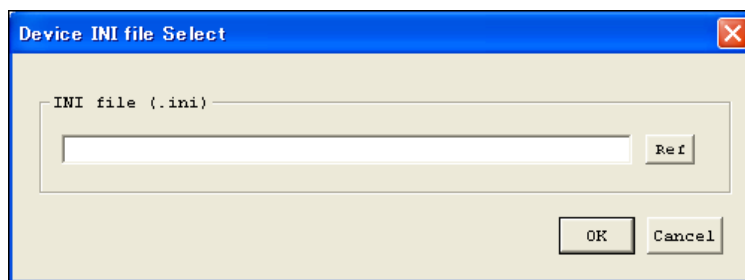 Device INI file Select
INI file (.ini)
Ref
OK
Cancel